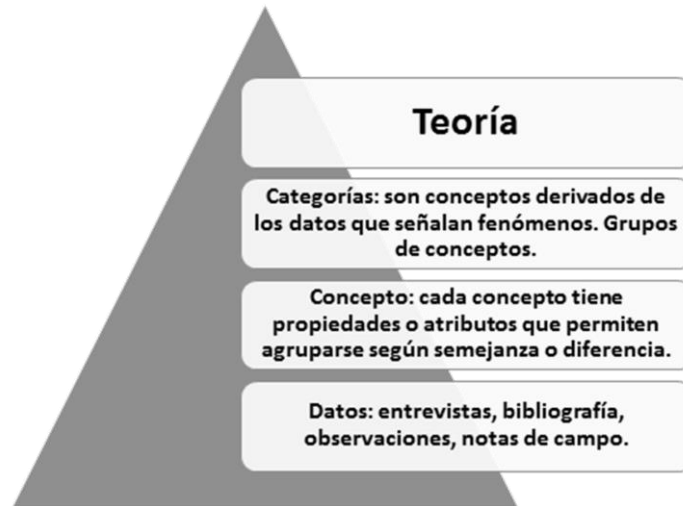 Teoría
Categorías: son conceptos derivados de
los datos que señalan fenómenos. Grupos
de conceptos.
Concepto: cada concepto tiene
propiedades o atributos que permiten
agruparse según semejanza o diferencia.
Datos: entrevistas, bibliografía,
observaciones, notas de campo.